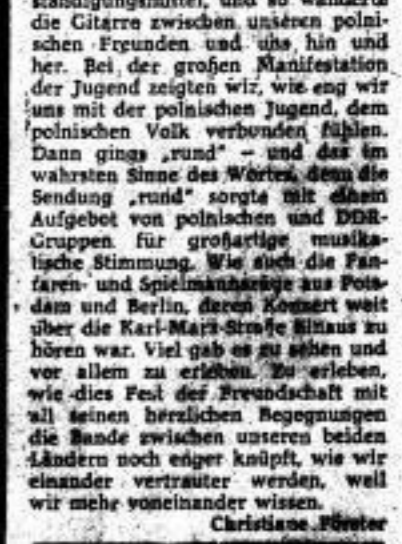 ständigungsmittel, und so wanderte
die Gitarre zwischen unseren polni-
schen Freunden und uns hin und
her. Bei der großen Manifestation
der Jugend zeigten wir, wie eng wir
uns mit der polnischen Jugend, dem
polnischen Volk verbunden fühlen.
Dann gings „rund" – und das im
wahrsten Sinne des Wortes, denn die
Sendung „rund" sorgte mit einem
Aufgebot von polnischen und DDR-
Gruppen für großartige musika-
lische Stimmung. Wie auch die Fan-
faren- und Spielmannszüge aus Pots-
dam und Berlin, deren Konzert weit
über die Karl-Marx-Straße hinaus zu
hören war. Viel gab es zu sehen und
vor allem zu erleben. Zu erleben,
wie dies Fest der Freundschaft mit
all seinen herzlichen Begegnungen
die Bande zwischen unseren beiden
Ländern noch enger knüpft, wie wir
einander vertrauter werden, weil
wir mehr voneinander wissen.
Christiane Förster